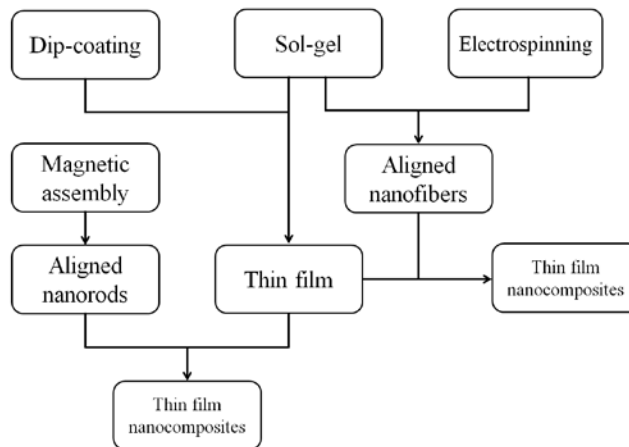 Dip-coating
Sol-gel
Electrospinning
Magnetic
assembly
Aligned
nanofibers
Aligned
nanorods
Thin film
Thin film
nanocomposites
Thin film
nanocomposites